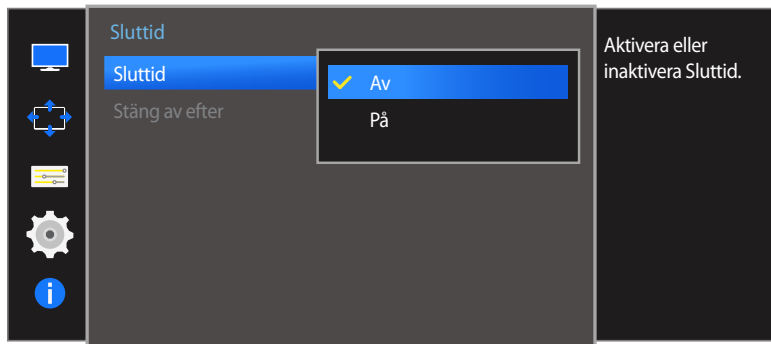 Sluttid
Sluttid
Stäng av efter
Av
På
Aktivera eller
inaktivera Sluttid.